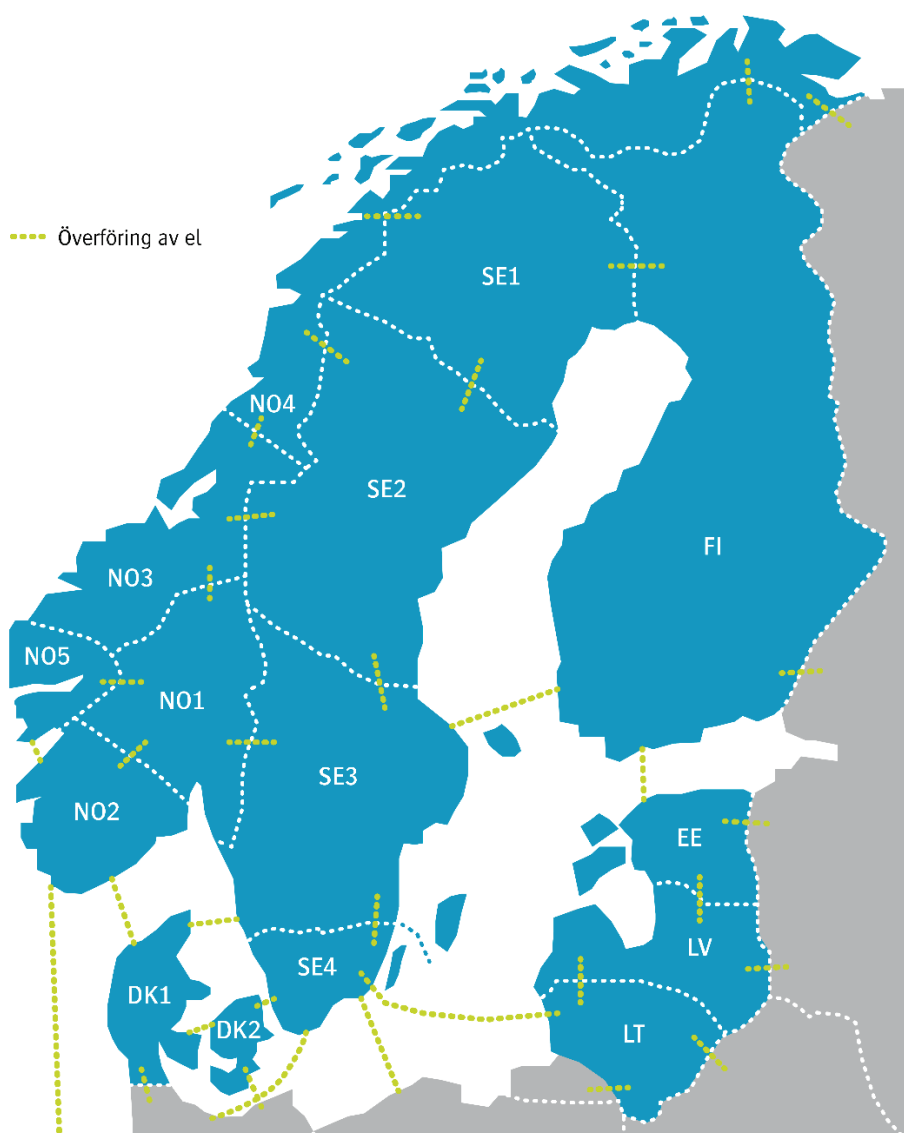 Överföring av el
SE1
NO4
SE2
FI
NO3
NO5
NO1
SE3
NO2
EE
LV
SE4
DK1
DK2
LT